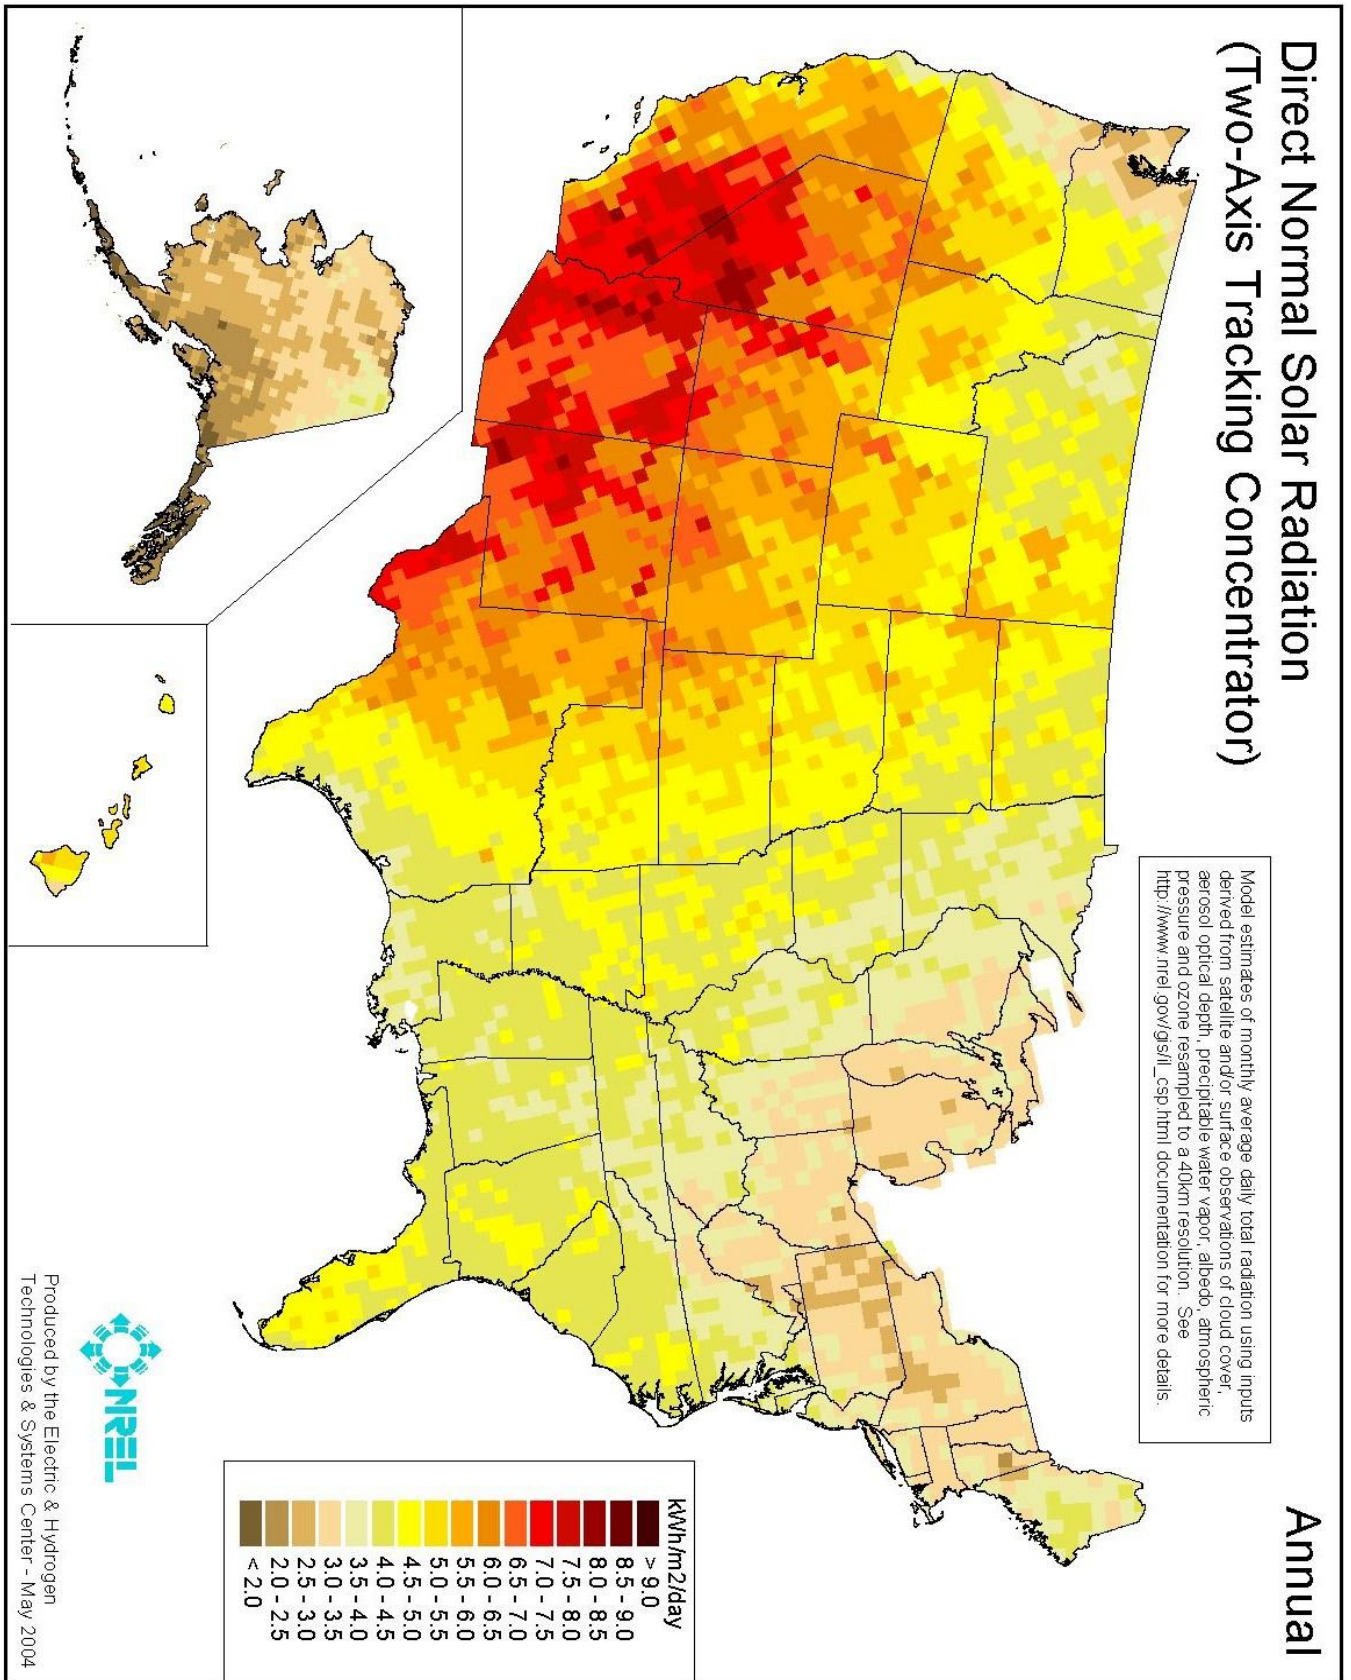 Direct Normal Solar Radiation
(Two-Axis Tracking Concentrator)
Annual
Model estimates of monthly average daily total radiation using inputs
derived from satellite and/or surface observations of cloud cover,
aerosol optical depth, precipitable water vapor, albedo, atmospheric
pressure and ozone resampled to a 40km resolution. See
http://www.nrel.gov/gis/il_csp.html documentation for more details.
kWh/m2/day
> 9.0
8.5 - 9.0
8.0 - 8.5
7.5 - 8.0
7.0 - 7.5
6.5 - 7.0
6.0 - 6.5
5.5 - 6.0
5.0 - 5.5
4.5 - 5.0
4.0 - 4.5
3.5 - 4.0
3.0 - 3.5
2.5 - 3.0
2.0 - 2.5
< 2.0
NREL
Produced by the Electric & Hydrogen
Technologies & Systems Center - May 2004